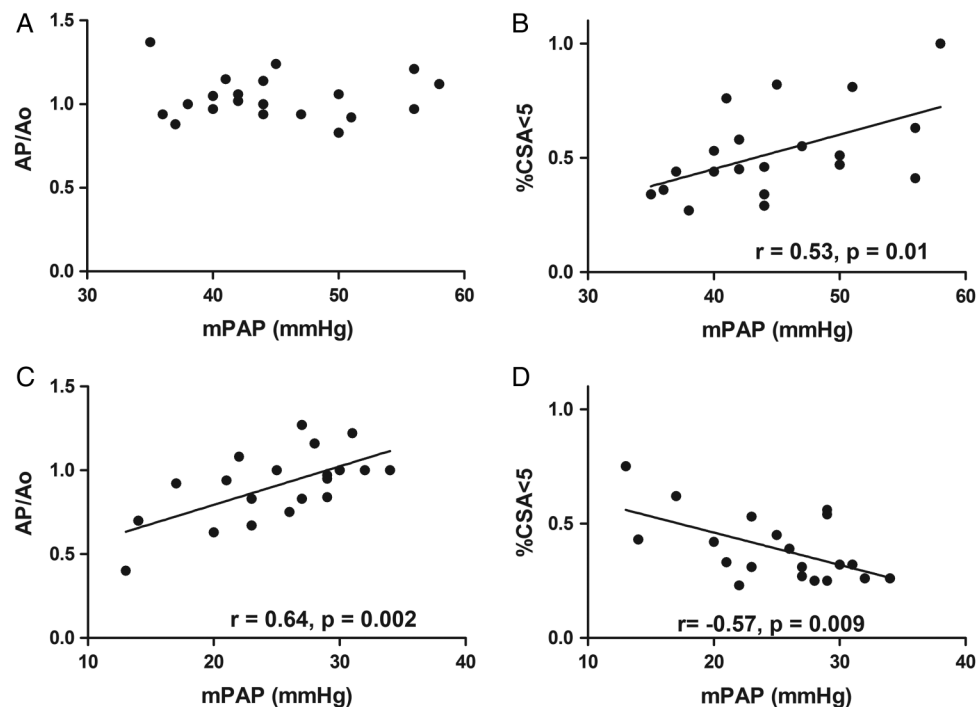 A
1.5
1.0
0.5
0.0
AP/Ao
30 40 50 60
mPAP (mmHg)
B
1.0
0.5
0.0
%CSA<5
r = 0.53, p = 0.01
30 40 50 60
mPAP (mmHg)
C
1.5
1.0
0.5
0.0
AP/Ao
r = 0.64, p = 0.002
10 20 30 40
mPAP (mmHg)
D
1.0
0.5
0.0
%CSA<5
r= -0.57, p = 0.009
10 20 30 40
mPAP (mmHg)